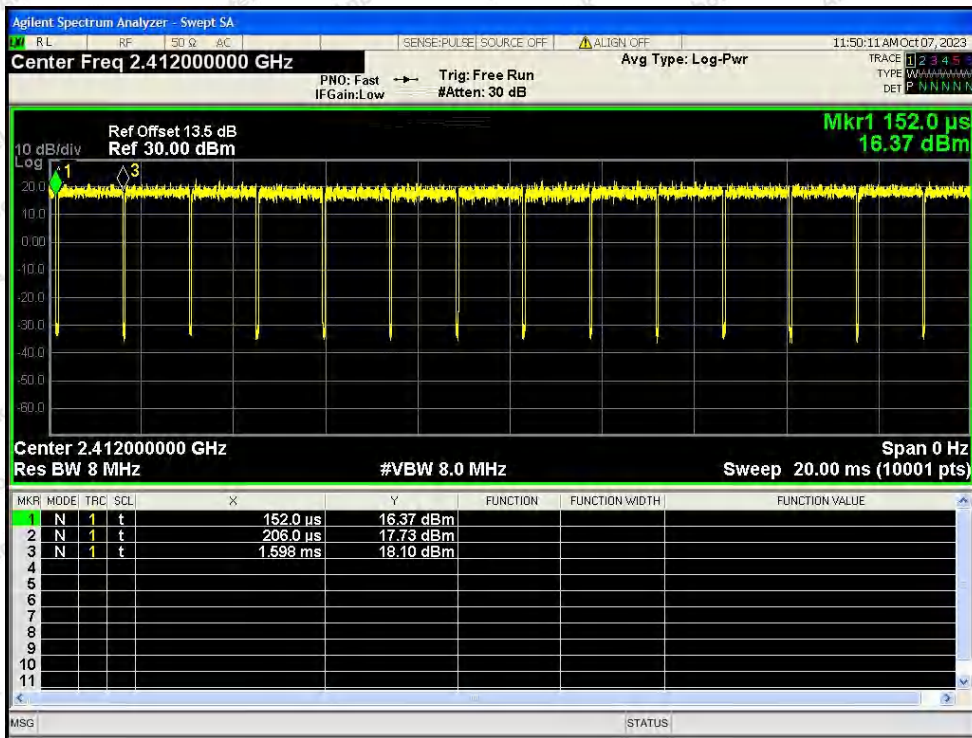 Agilent Spectrum Analyzer - Swept SA
RL RF 50 Ω AC SENSE:PULSE SOURCE OFF ALIGN OFF 11:50:11 AM Oct 07, 2023
Center Freq 2.412000000 GHz
Avg Type: Log-Pwr
TRACE 1 2 3 4 5
PNO: Fast Trig: Free Run
TYPE
IFGain:Low #Atten: 30 dB
DET P N N N N N
Mkr1 152.0 µs
Ref Offset 13.5 dB
10 dB/div Ref 30.00 dBm 16.37 dBm
Log
1 3
20.0
10.0
0.00
-10.0
-20.0
-30.0
-40.0
-50.0
-60.0
Center 2.412000000 GHz Span 0 Hz
Res BW 8 MHz #VBW 8.0 MHz Sweep 20.00 ms (10001 pts)
MKR MODE TRC SCL X Y FUNCTION FUNCTION WIDTH FUNCTION VALUE
1 N 1 t 152.0 µs 16.37 dBm
2 N 1 t 206.0 µs 17.73 dBm
3 N 1 t 1.598 ms 18.10 dBm
4
5
6
7
8
9
10
11
MSG STATUS